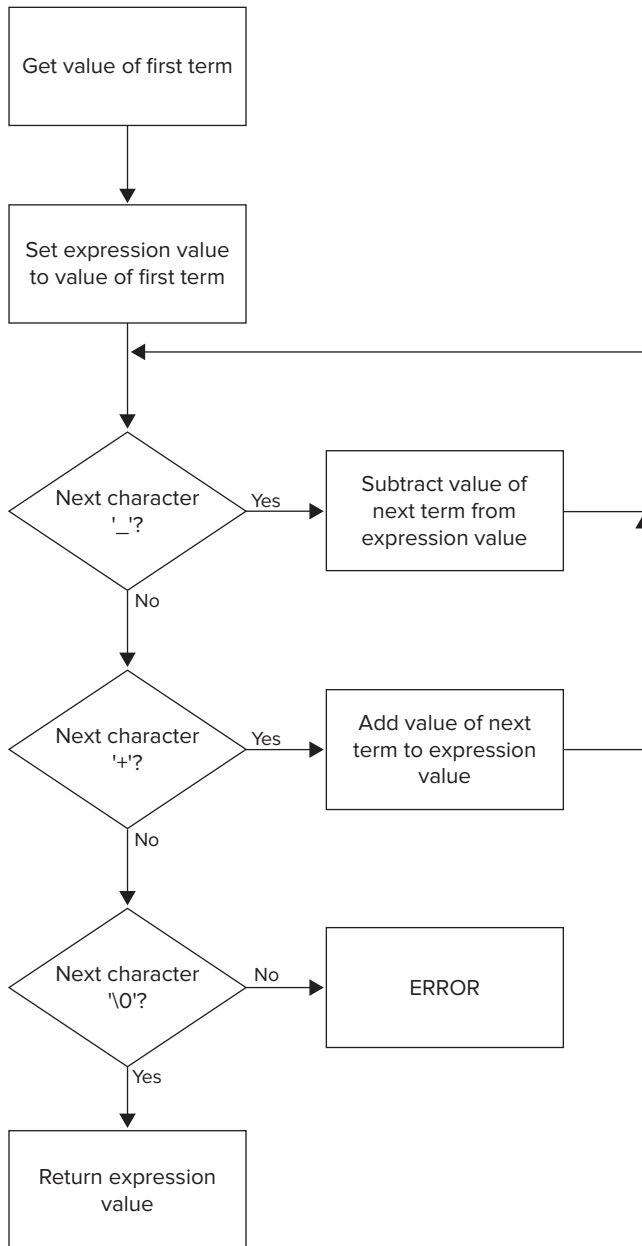 Get value of first term
Set expression value
to value of first term
Next character
'_'?
Yes
Subtract value of
next term from
expression value
No
Next character
'+'?
Yes
Add value of next
term to expression
value
No
Next character
'\0'?
No
ERROR
Yes
Return expression
value